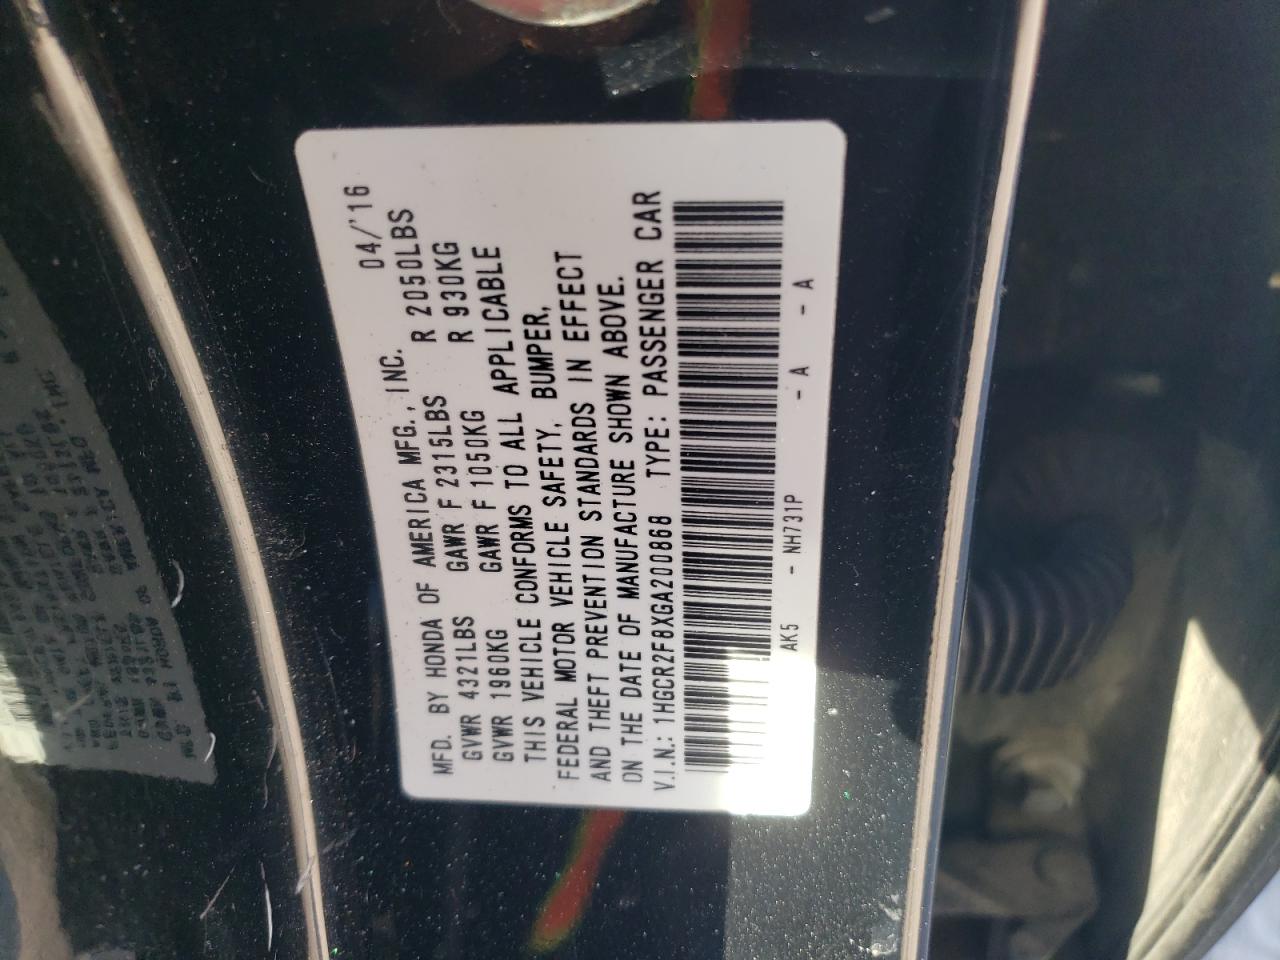 MFD. BY HONDA OF AMERICA MFG., INC. 04/'16
GVWR 4321LBS GAWR F 2315LBS R 2050LBS
GVWR 1960KG GAWR F 1050KG R 930KG
THIS VEHICLE CONFORMS TO ALL APPLICABLE
FEDERAL MOTOR VEHICLE SAFETY, BUMPER,
AND THEFT PREVENTION STANDARDS IN EFFECT
ON THE DATE OF MANUFACTURE SHOWN ABOVE.
V.I.N.: 1HGCR2F8XGA200868 TYPE: PASSENGER CAR
AK5 - NH731P - A - A